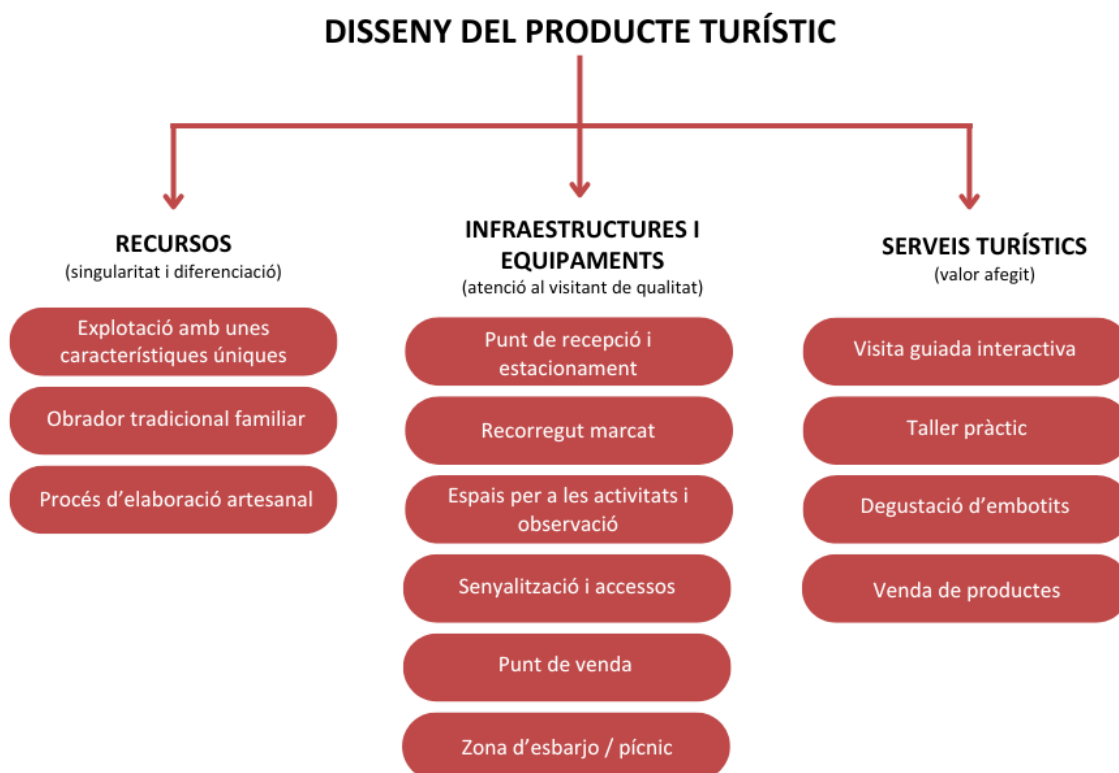 DISSENY DEL PRODUCTE TURÍSTIC
RECURSOS
(singularitat i diferenciació)
Explotació amb unes
característiques úniques
Obrador tradicional familiar
Procés d'elaboració artesanal
INFRAESTRUCTURES I
EQUIPAMENTS
(atenció al visitant de qualitat)
Punt de recepció i
estacionament
Recorregut marcat
Espais per a les activitats i
observació
Senyalització i accessos
Punt de venda
Zona d'esbarjo / pícnic
SERVEIS TURÍSTICS
(valor afegit)
Visita guiada interactiva
Taller pràctic
Degustació d'embotits
Venda de productes